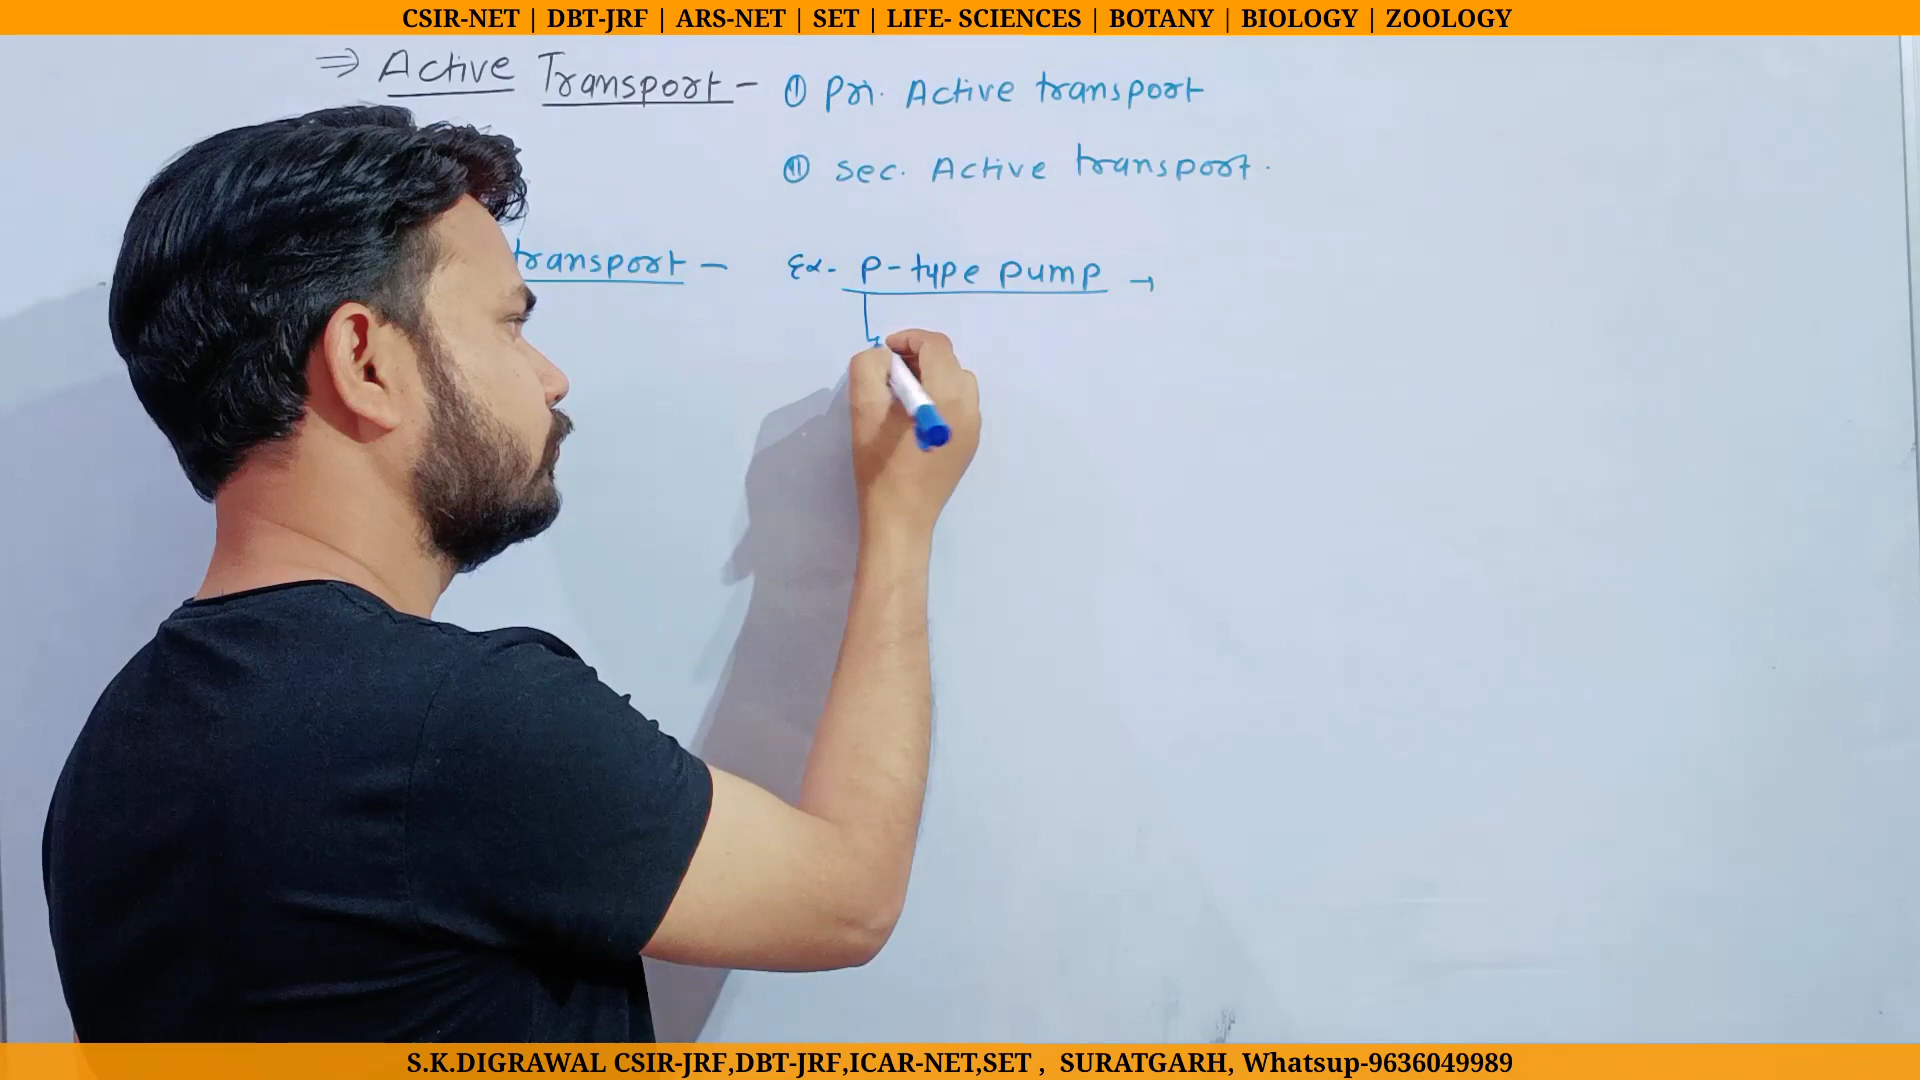 CSIR-NET | DBT-JRF | ARS-NET | SET | LIFE- SCIENCES | BOTANY | BIOLOGY | ZOOLOGY
⇒ Active Transport - ① Pri. Active transport
② Sec. Active transport.
transport - Ex. P-type pump →
S.K.DIGRAWAL CSIR-JRF,DBT-JRF,ICAR-NET,SET , SURATGARH, Whatsup-9636049989